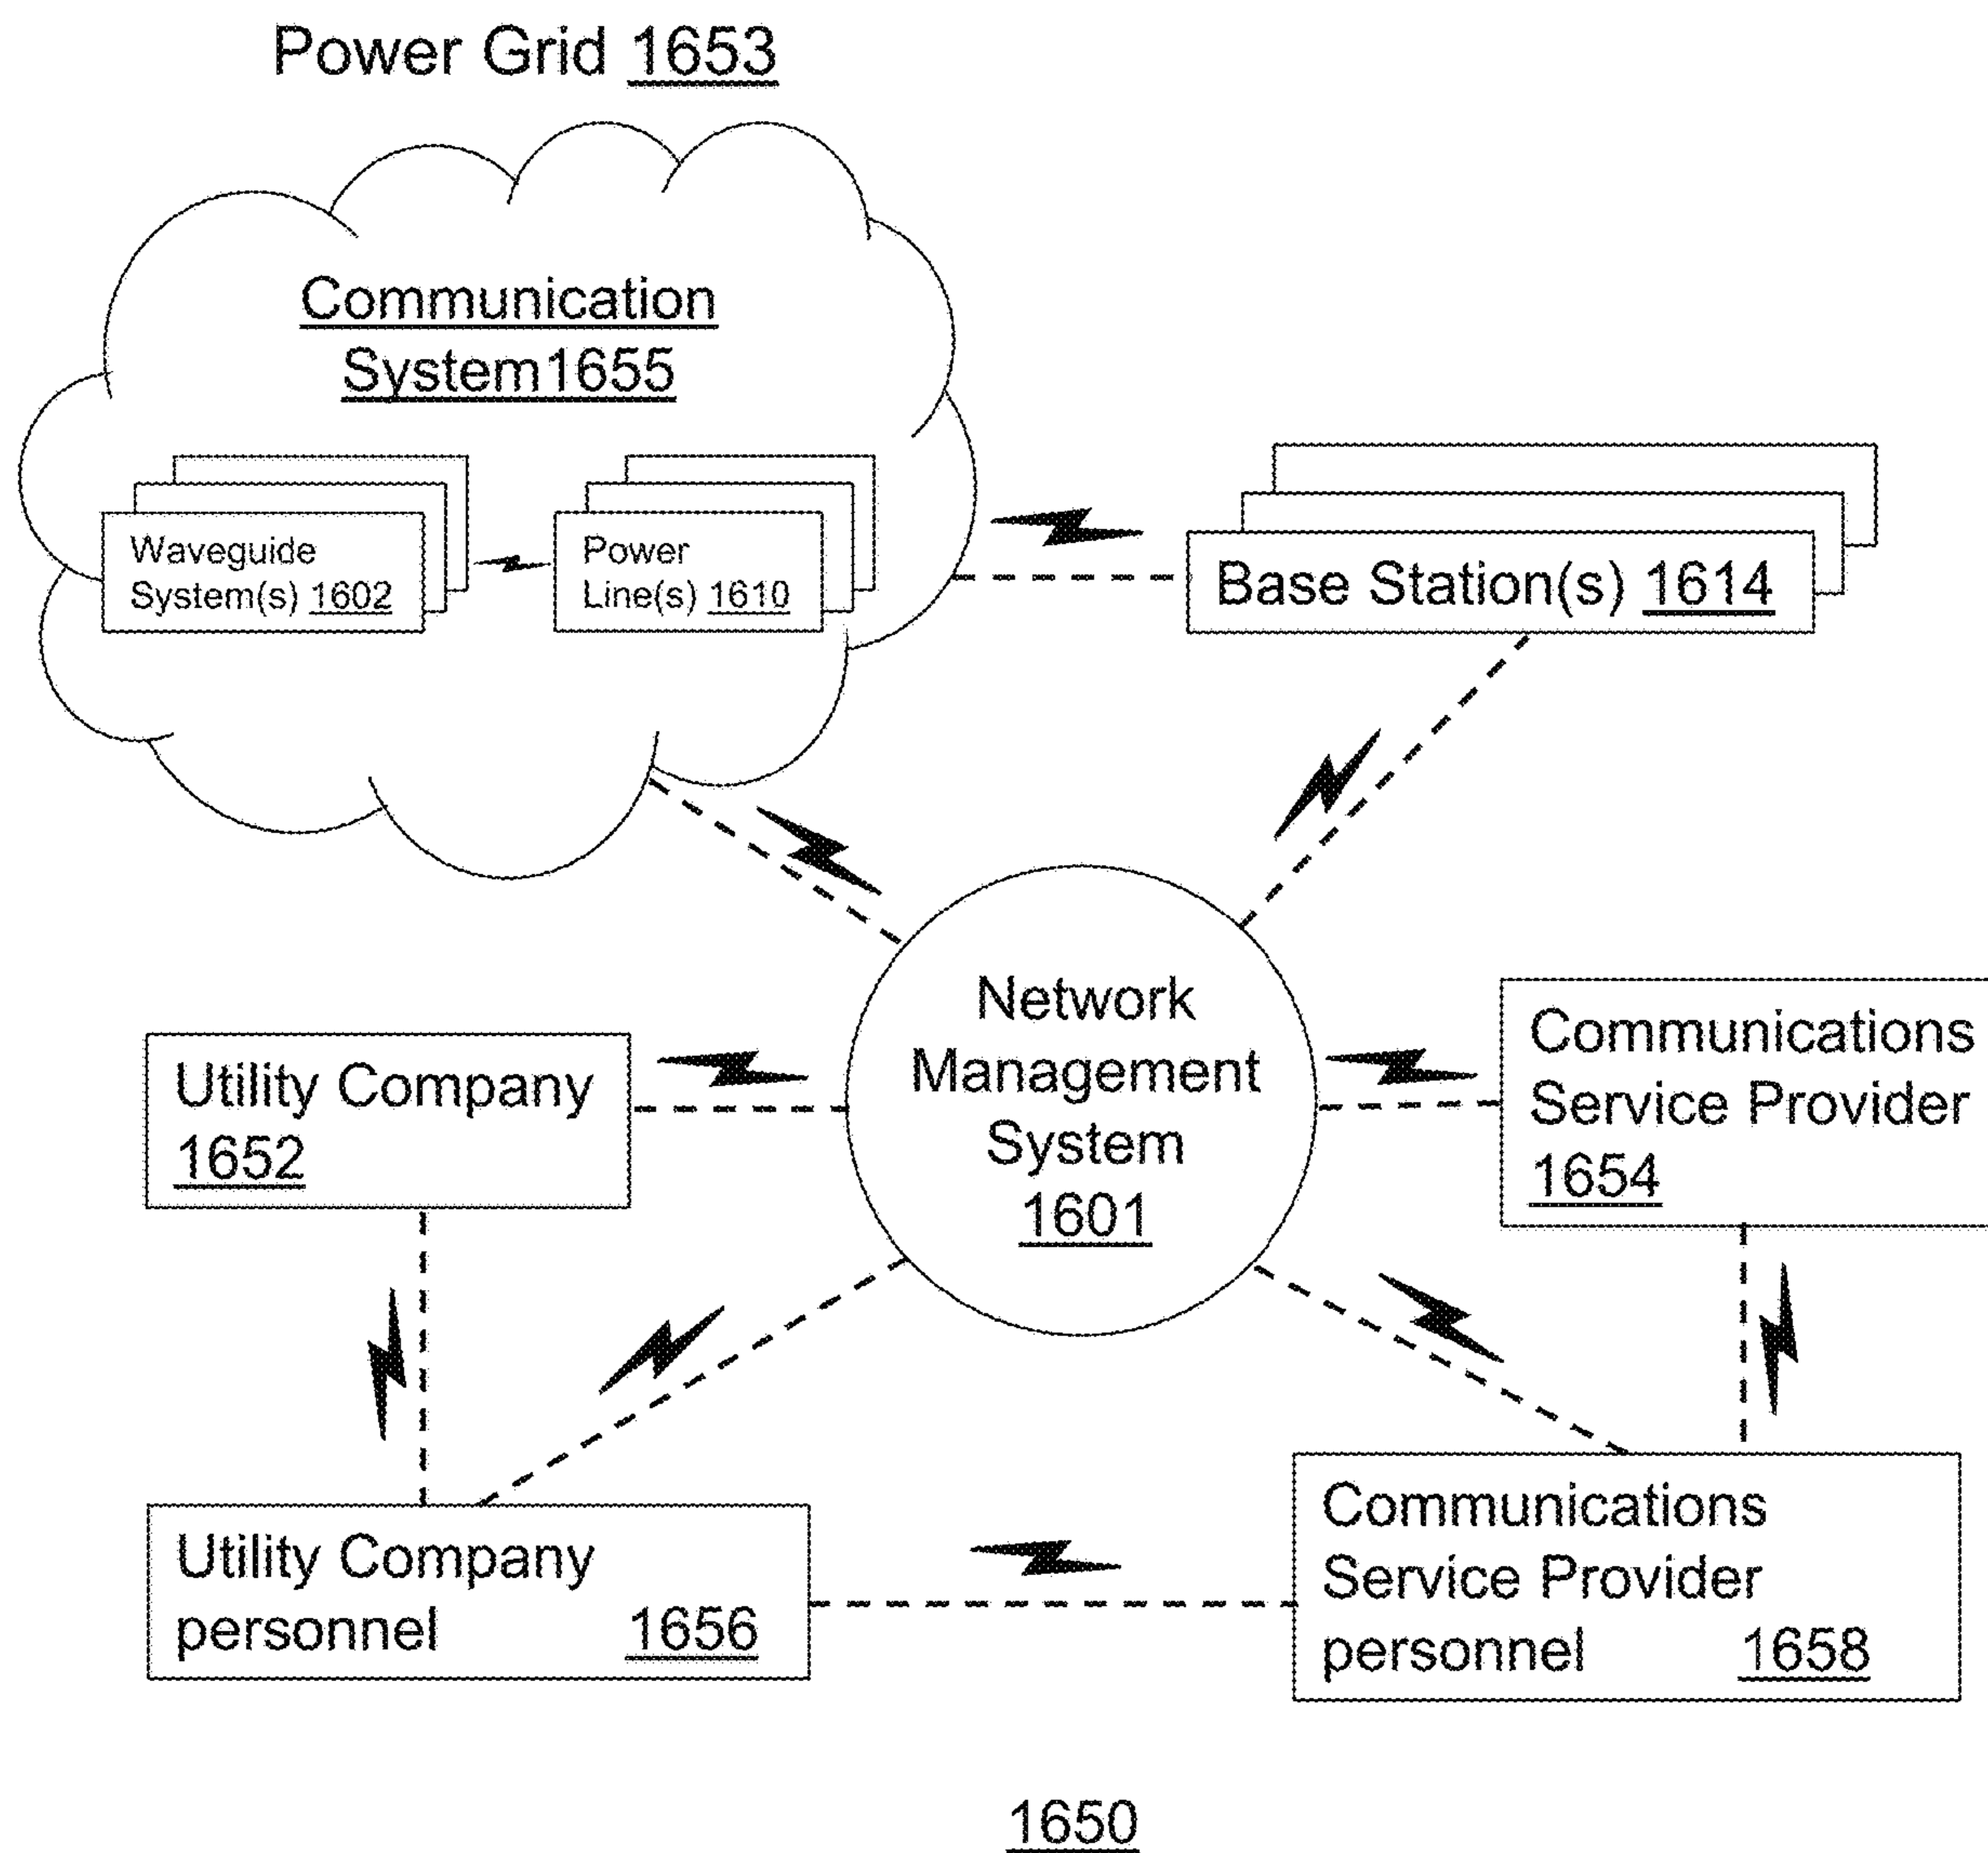 Power Grid 1653
Communication
System1655
Waveguide
System(s) 1602
Power
Line(s) 1610
Base Station(s) 1614
Network
Management
System
1601
Utility Company
1652
Communications
Service Provider
1654
Utility Company
personnel 1656
Communications
Service Provider
personnel 1658
1650